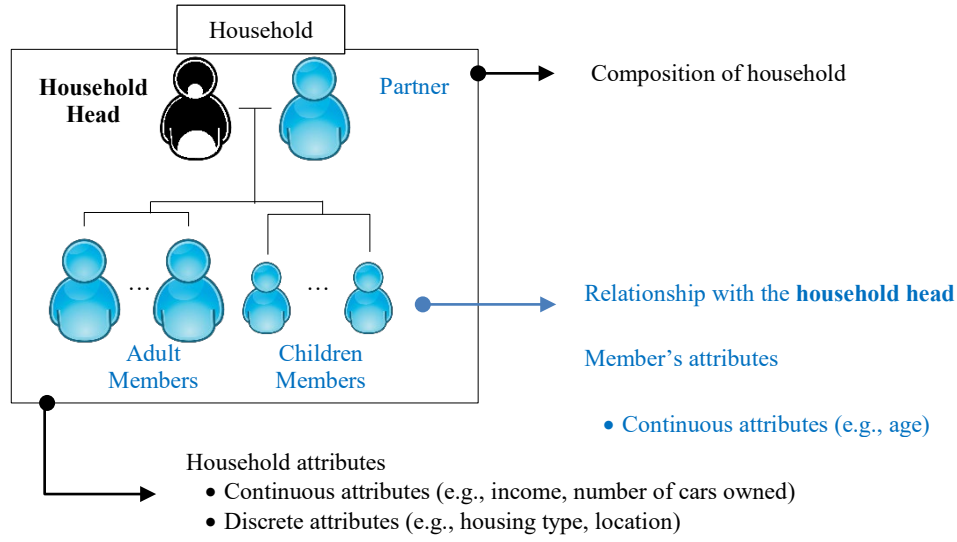 Household
Household
Head
Partner
Composition of household
...
...
Adult
Members
Children
Members
Relationship with the household head
Member’s attributes
• Continuous attributes (e.g., age)
Household attributes
• Continuous attributes (e.g., income, number of cars owned)
• Discrete attributes (e.g., housing type, location)